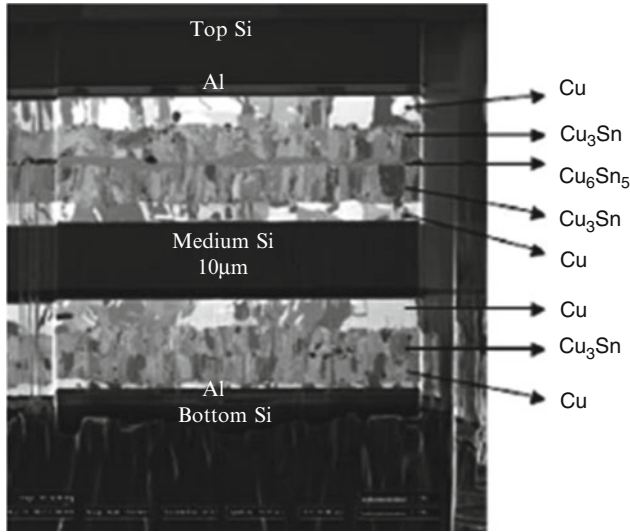 Top Si
Al
Cu
Cu₃Sn
Cu₆Sn₅
Cu₃Sn
Cu
Medium Si
10μm
Cu
Cu₃Sn
Cu
Al
Bottom Si